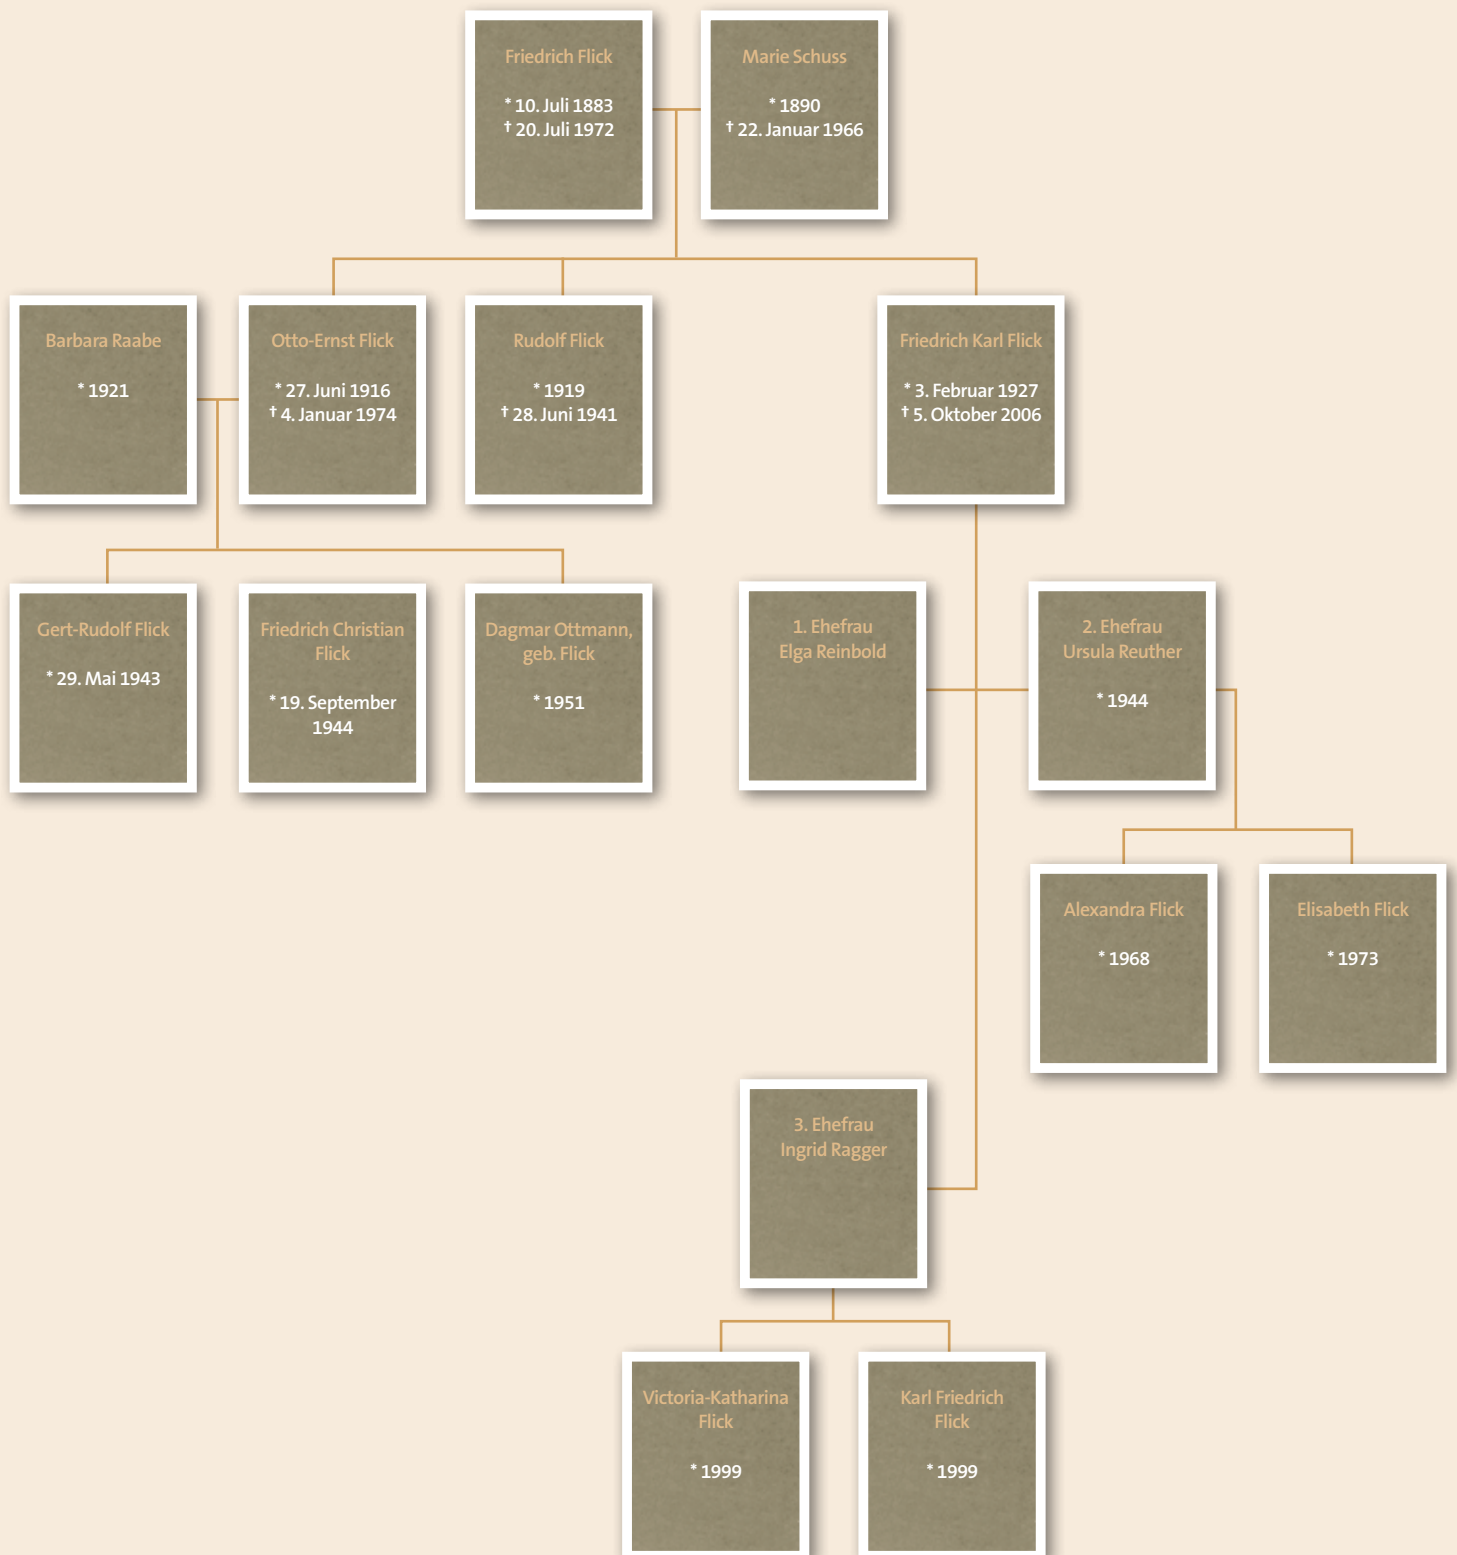 Friedrich Flick
* 10. Juli 1883
† 20. Juli 1972
Marie Schuss
* 1890
† 22. Januar 1966
Barbara Raabe
* 1921
Otto-Ernst Flick
* 27. Juni 1916
† 4. Januar 1974
Rudolf Flick
* 1919
† 28. Juni 1941
Friedrich Karl Flick
* 3. Februar 1927
† 5. Oktober 2006
Gert-Rudolf Flick
* 29. Mai 1943
Friedrich Christian
Flick
* 19. September
1944
Dagmar Ottmann,
geb. Flick
* 1951
1. Ehefrau
Elga Reinbold
2. Ehefrau
Ursula Reuther
* 1944
Alexandra Flick
* 1968
Elisabeth Flick
* 1973
3. Ehefrau
Ingrid Ragger
Victoria-Katharina
Flick
* 1999
Karl Friedrich
Flick
* 1999